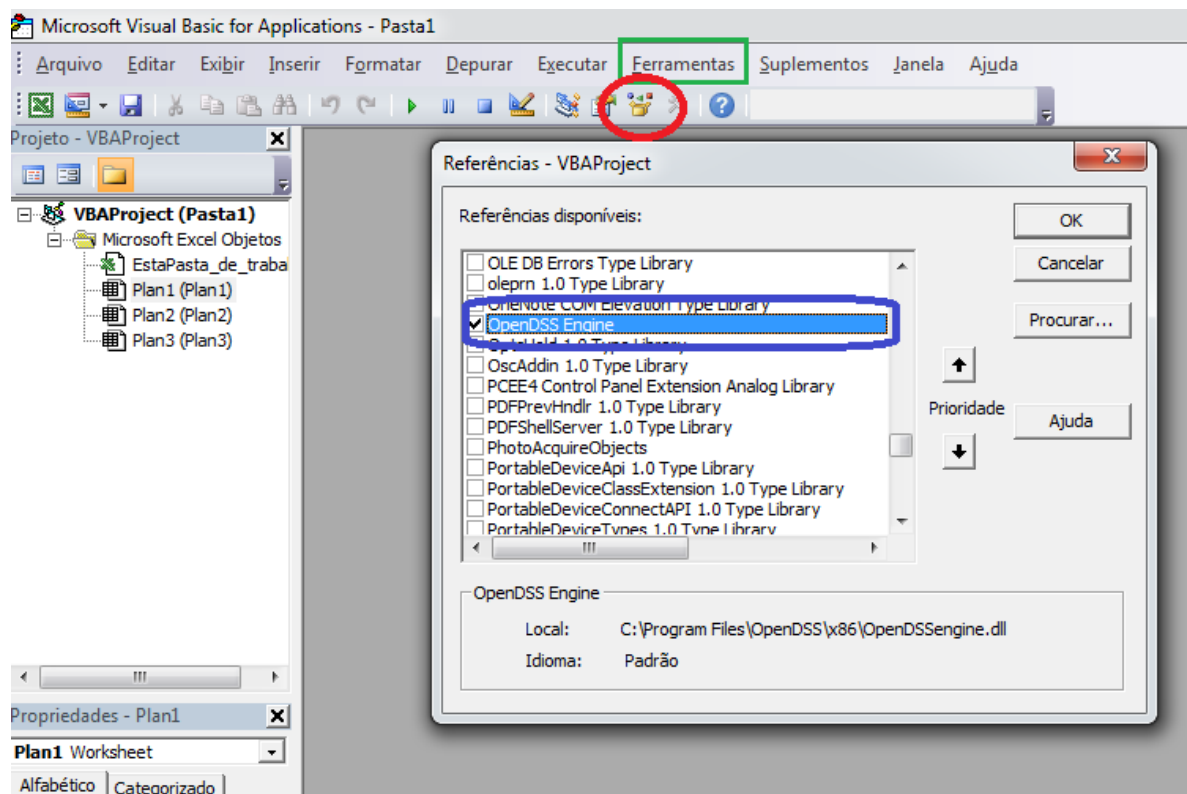 Microsoft Visual Basic for Applications - Pasta1
Arquivo Editar Exibir Inserir Formatar Depurar Executar Ferramentas Suplementos Janela Ajuda
Projeto - VBAProject
VBAProject (Pasta1)
Microsoft Excel Objetos
EstaPasta_de_traba
Plan1 (Plan1)
Plan2 (Plan2)
Plan3 (Plan3)
Propriedades - Plan1
Plan1 Worksheet
Alfabético Categorizado
Referências - VBAProject
Referências disponíveis:
OLE DB Errors Type Library
oleprn 1.0 Type Library
OneNote COM Elevation Type Library
OpenDSS Engine
OptsHold 1.0 Type Library
OscAddin 1.0 Type Library
PCEE4 Control Panel Extension Analog Library
PDFPrevHndlr 1.0 Type Library
PDFShellServer 1.0 Type Library
PhotoAcquireObjects
PortableDeviceApi 1.0 Type Library
PortableDeviceClassExtension 1.0 Type Library
PortableDeviceConnectAPI 1.0 Type Library
PortableDeviceTypes 1.0 Type Library
OK
Cancelar
Procurar...
Prioridade
Ajuda
OpenDSS Engine
Local: C:\Program Files\OpenDSS\x86\OpenDSSengine.dll
Idioma: Padrão